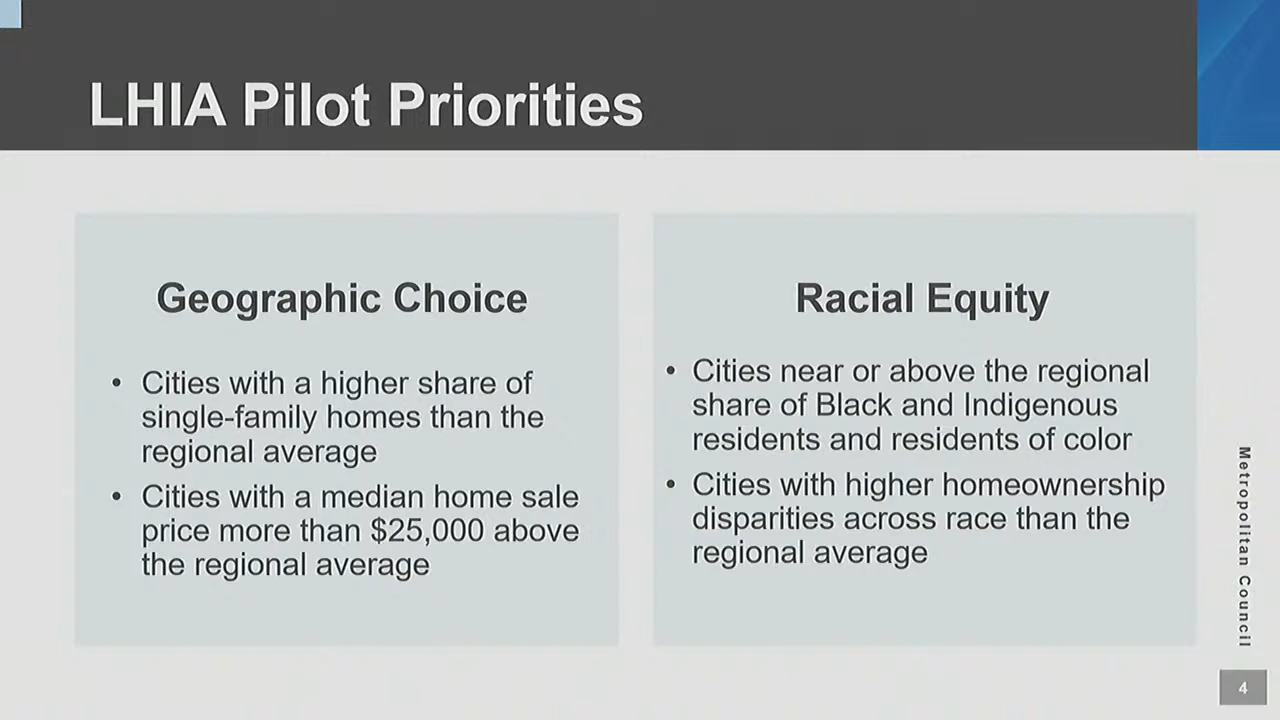 LHIA Pilot Priorities
Geographic Choice
• Cities with a higher share of
single-family homes than the
regional average
• Cities with a median home sale
price more than $25,000 above
the regional average
Racial Equity
• Cities near or above the regional
share of Black and Indigenous
residents and residents of color
• Cities with higher homeownership
disparities across race than the
regional average
Metropolitan Council
4